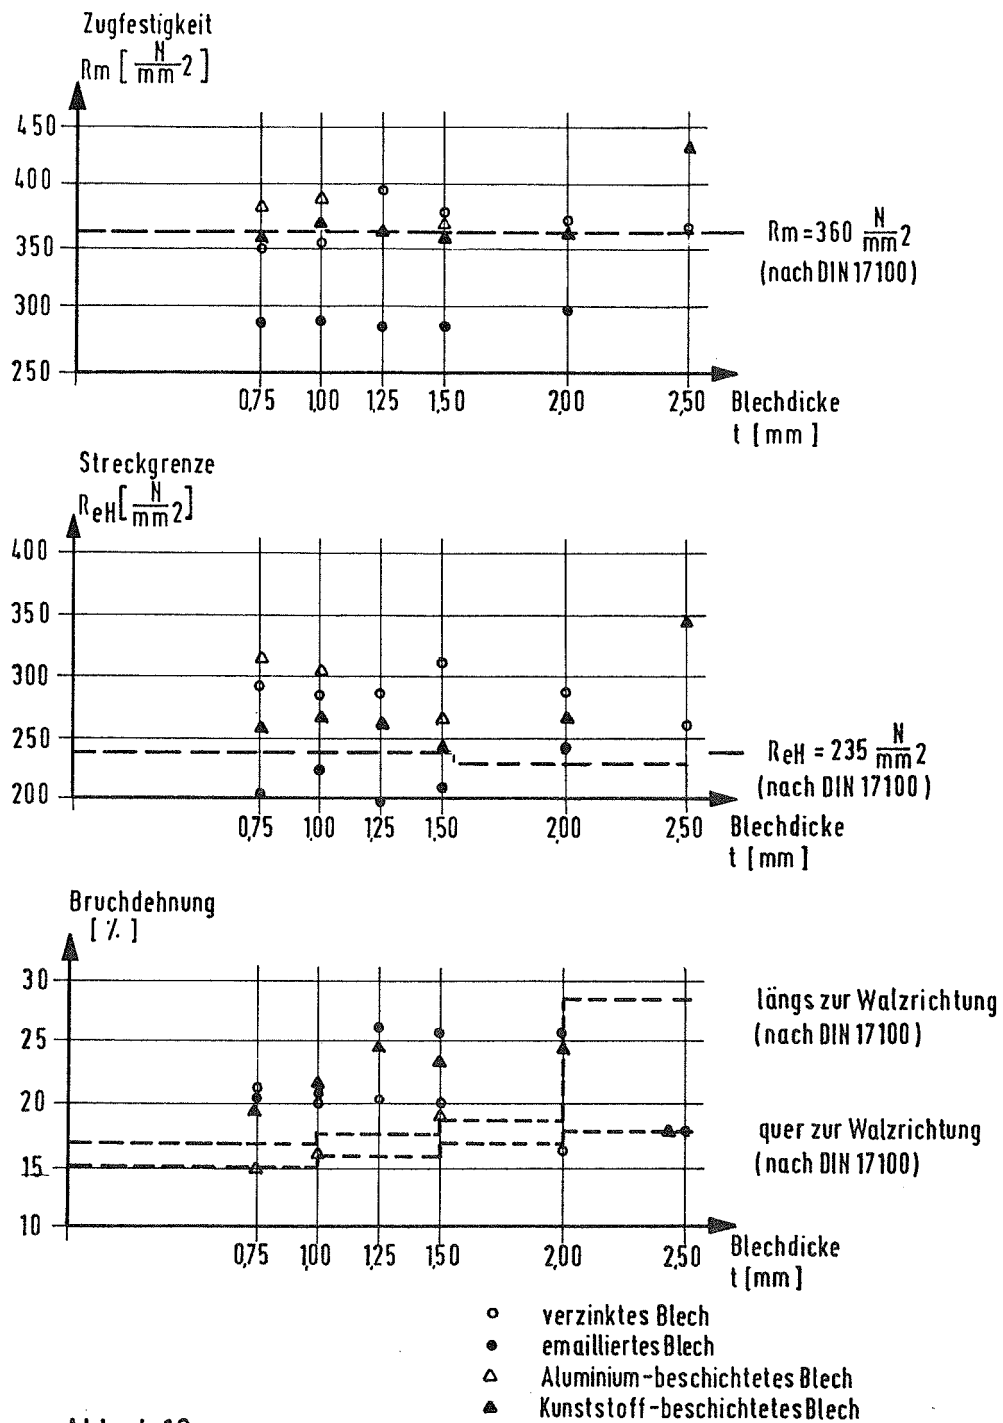 Zugfestigkeit
Rm [ N/mm2 ]
450
400
350
300
250
Rm = 360 N/mm2
(nach DIN 17100)
0,75 1,00 1,25 1,50 2,00 2,50 Blechdicke
t [mm]
Streckgrenze
ReH [ N/mm2 ]
400
350
300
250
200
ReH = 235 N/mm2
(nach DIN 17100)
0,75 1,00 1,25 1,50 2,00 2,50 Blechdicke
t [mm]
Bruchdehnung
[ % ]
30
25
20
15
10
längs zur Walzrichtung
(nach DIN 17100)
quer zur Walzrichtung
(nach DIN 17100)
0,75 1,00 1,25 1,50 2,00 2,50 Blechdicke
t [mm]
verzinktes Blech
emailliertes Blech
Aluminium-beschichtetes Blech
Kunststoff-beschichtetes Blech